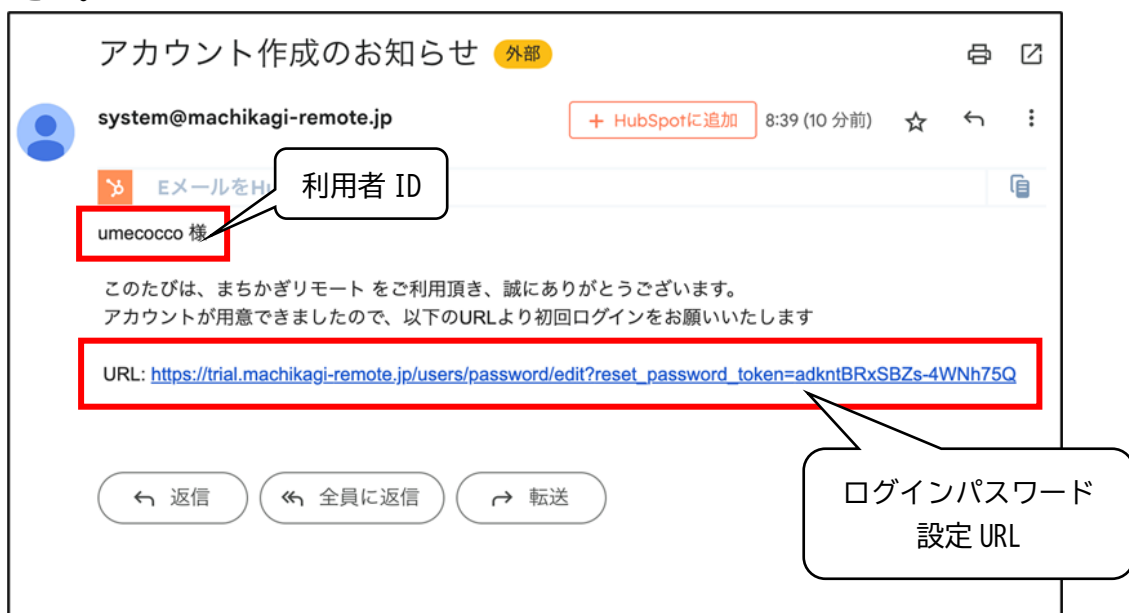 アカウント作成のお知らせ 外部
system@machikagi-remote.jp
+ HubSpotに追加 8:39 (10 分前)
EメールをHu
利用者 ID
umecocco 様
このたびは、まちかぎリモート をご利用頂き、誠にありがとうございます。
アカウントが用意できましたので、以下のURLより初回ログインをお願いいたします
URL: https://trial.machikagi-remote.jp/users/password/edit?reset_password_token=adkntBRxSBZs-4WNh75Q
返信 全員に返信 転送
ログインパスワード
設定 URL